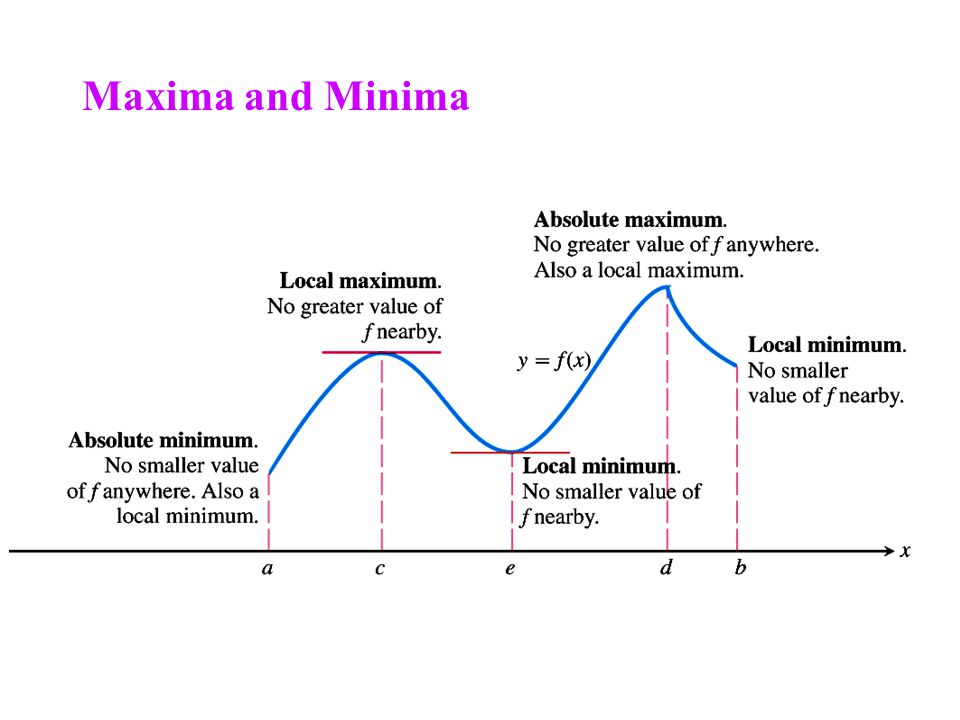 Maxima and Minima
Absolute maximum.
No greater value of f anywhere.
Also a local maximum.
Local maximum.
No greater value of
f nearby.
y = f(x)
Local minimum.
No smaller
value of f nearby.
Absolute minimum.
No smaller value
of f anywhere. Also a
local minimum.
Local minimum.
No smaller value of
f nearby.
x
a c e d b